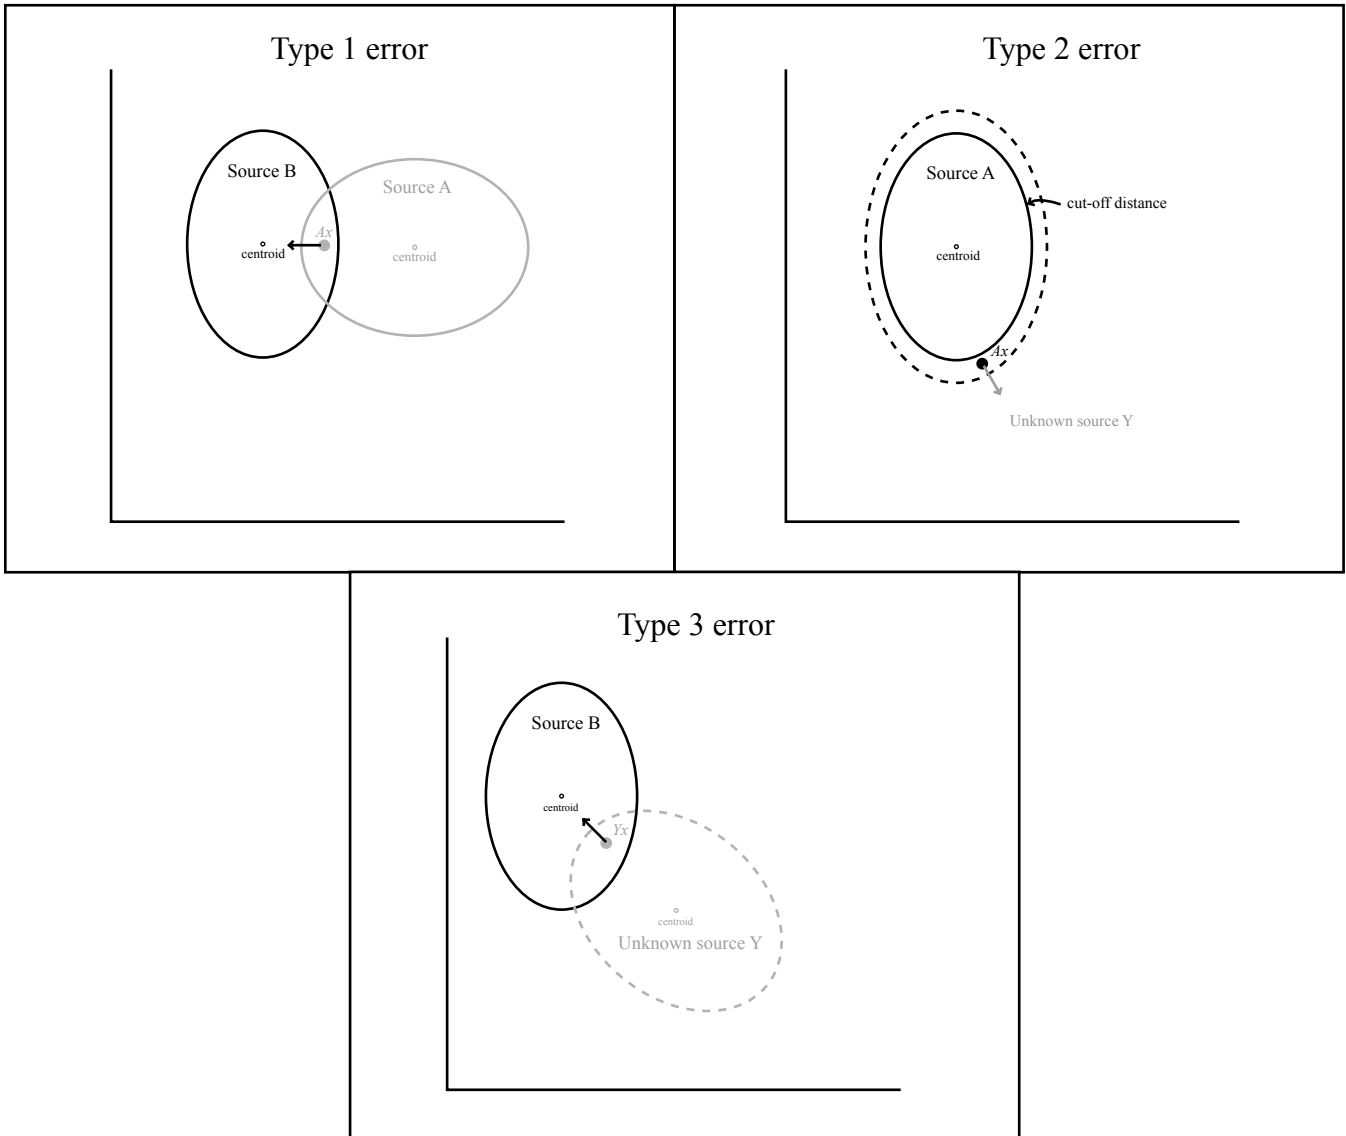 Type 1 error
Source B
Source A
Ax
centroid
centroid
Type 2 error
Source A
cut-off distance
centroid
Ax
Unknown source Y
Type 3 error
Source B
centroid
Yx
centroid
Unknown source Y